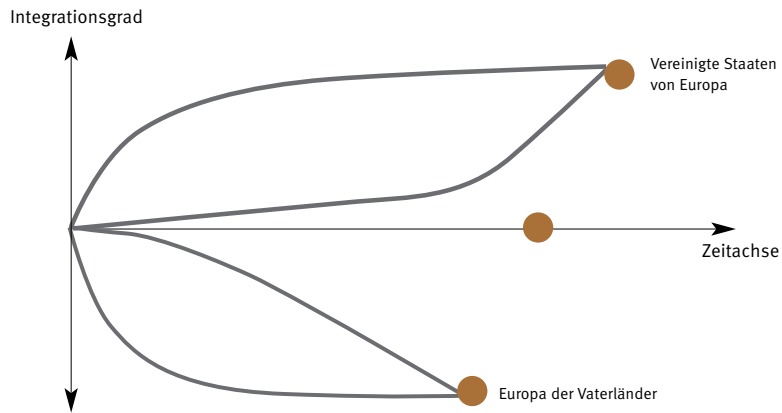 Integrationsgrad
Vereinigte Staaten
von Europa
Zeitachse
Europa der Vaterländer